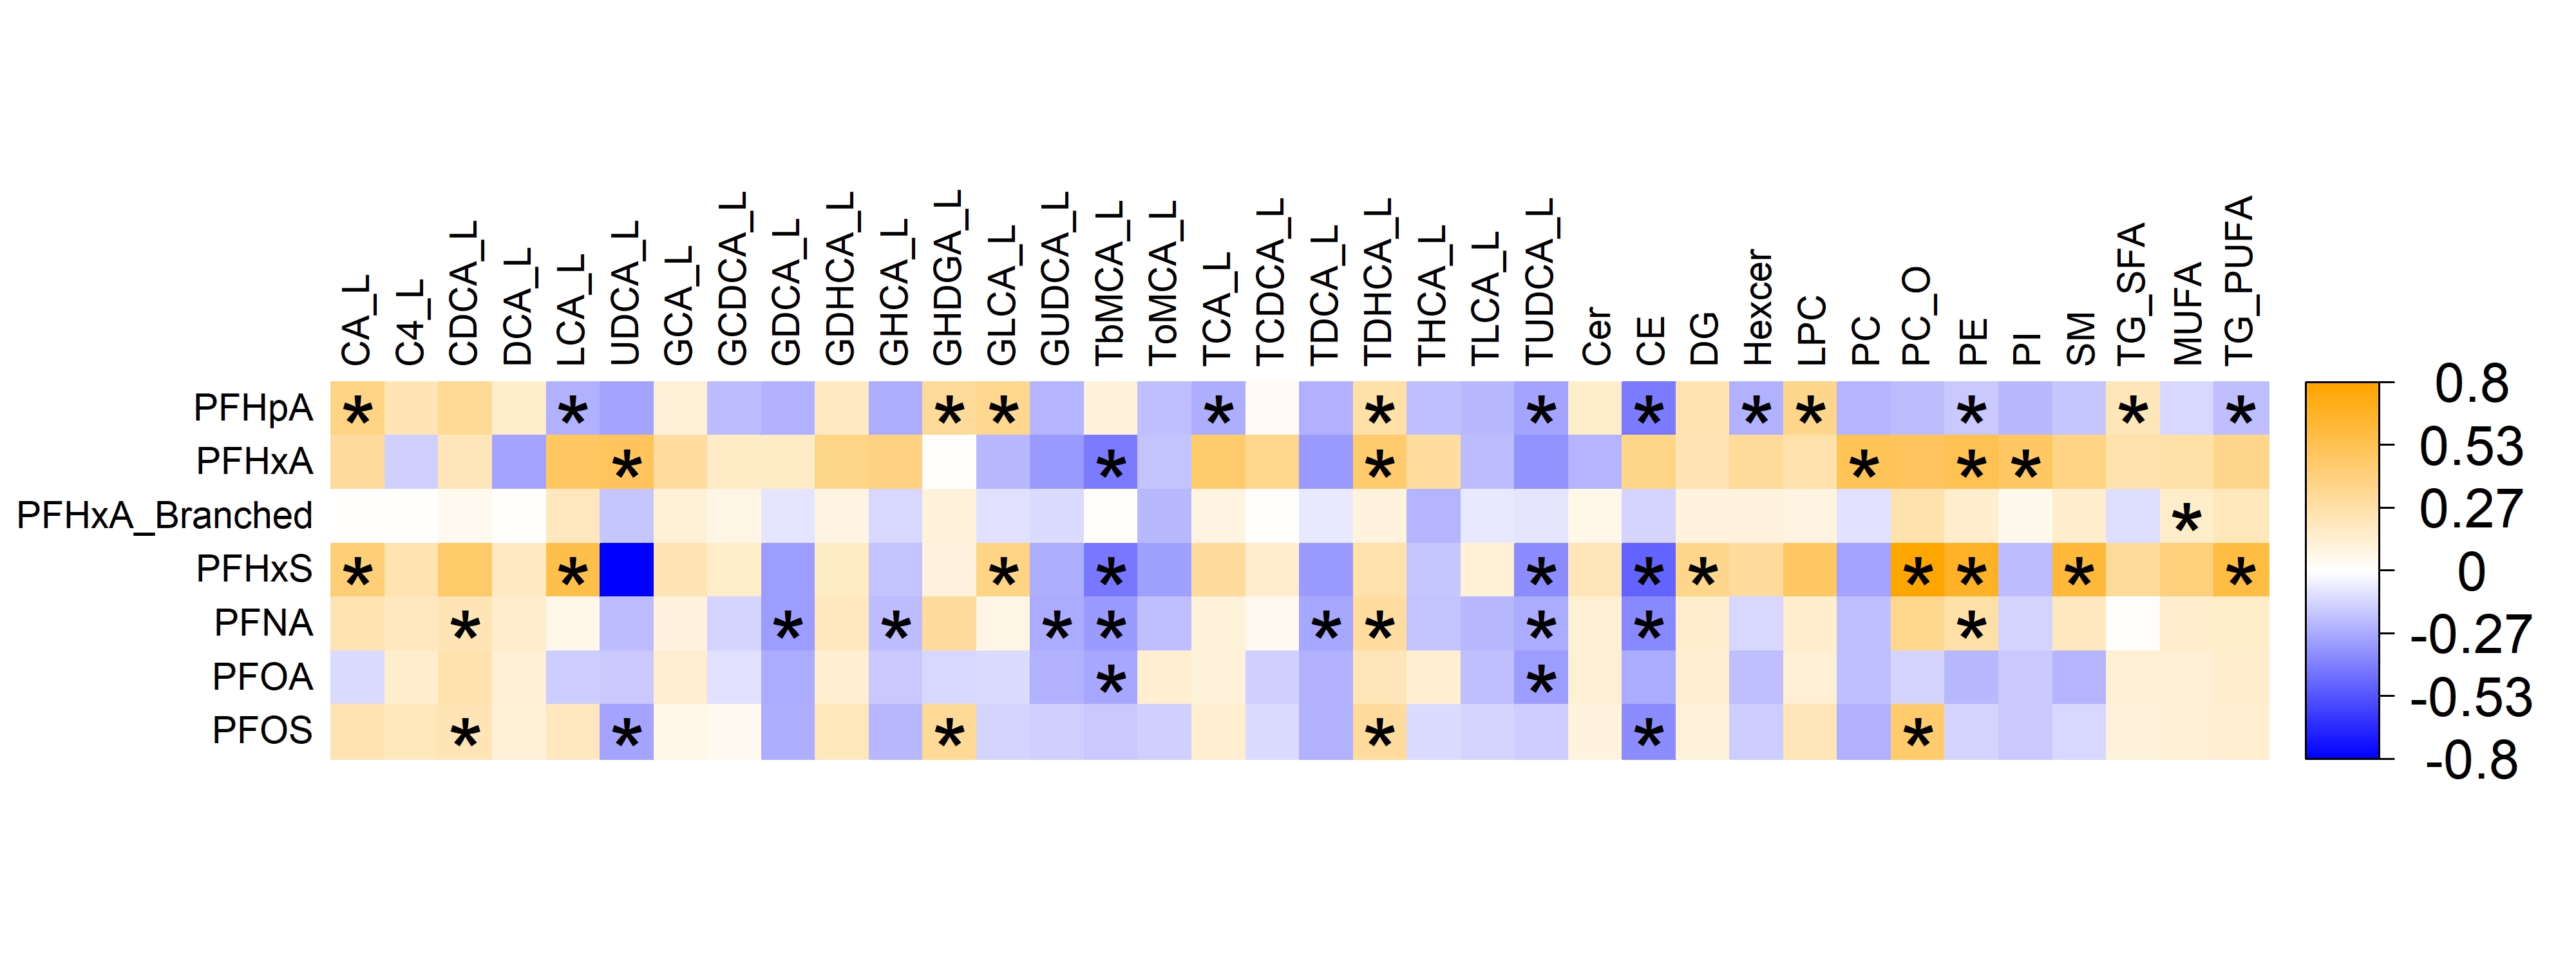 CA_L
C4_L
CDCA_L
DCA_L
LCA_L
UDCA_L
GCA_L
GCDCA_L
GDCA_L
GDHCA_L
GHCA_L
GHDGA_L
GLCA_L
GUDCA_L
TbMCA_L
ToMCA_L
TCA_L
TCDCA_L
TDCA_L
TDHCA_L
THCA_L
TLCA_L
TUDCA_L
Cer
CE
DG
Hexcer
LPC
PC
PC_O
PE
PI
SM
TG_SFA
MUFA
TG_PUFA
PFHpA * * * * * * * * * * * * *
PFHxA * * * * * *
PFHxA_Branched *
PFHxS * * * * * * * * * * *
PFNA * * * * * * * * *
PFOA * *
PFOS * * * * * *
0.8
0.53
0.27
0
-0.27
-0.53
-0.8